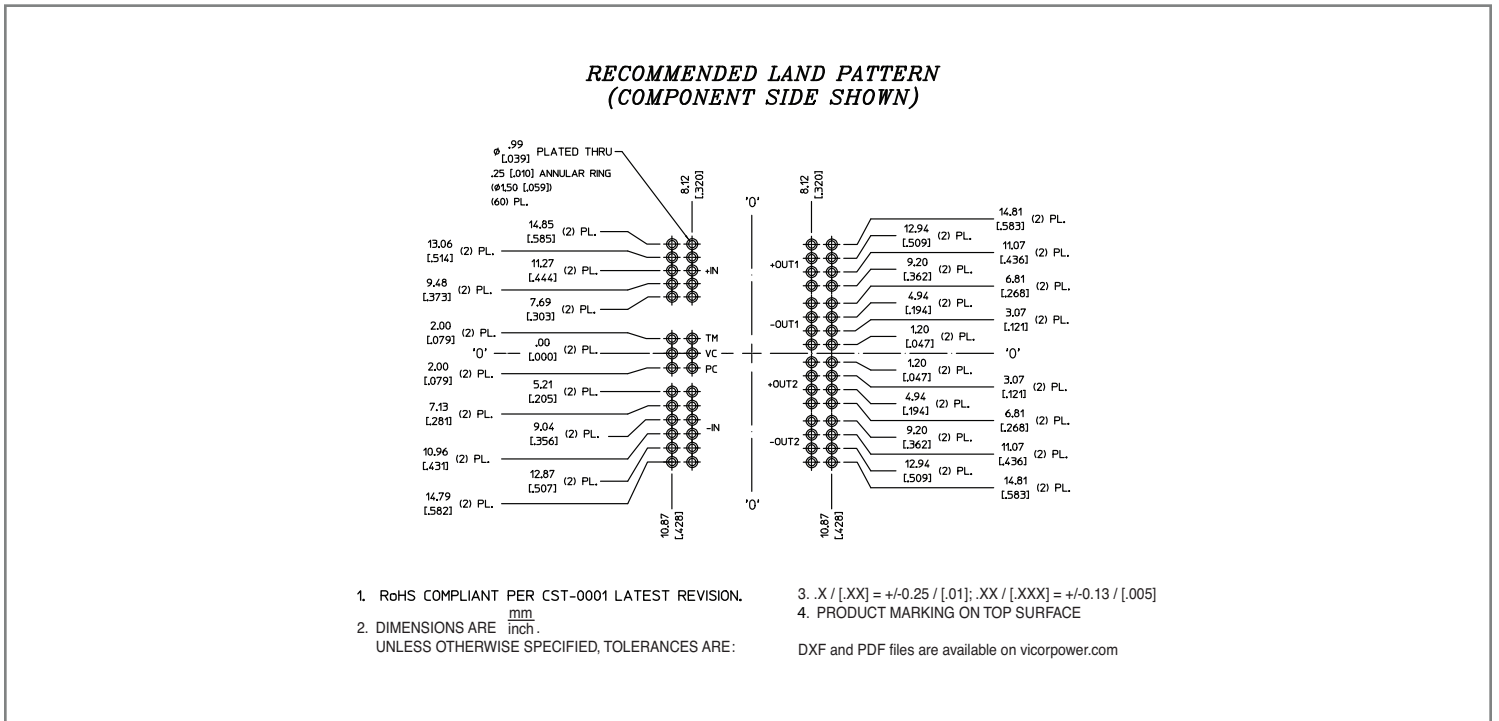 RECOMMENDED LAND PATTERN
(COMPONENT SIDE SHOWN)
ø .99 PLATED THRU
[.039]
.25 [.010] ANNULAR RING
(ø1.50 [.059])
(60) PL.
8.12
[.320]
'0'
8.12
[.320]
14.85
[.585] (2) PL.
13.06
[.514] (2) PL.
11.27
[.444] (2) PL.
9.48
[.373] (2) PL.
7.69
[.303] (2) PL.
2.00
[.079] (2) PL.
'0'
.00
[.000] (2) PL.
2.00
[.079] (2) PL.
5.21
[.205] (2) PL.
7.13
[.281] (2) PL.
9.04
[.356] (2) PL.
10.96
[.431] (2) PL.
12.87
[.507] (2) PL.
14.79
[.582] (2) PL.
+IN
TM
VC
PC
-IN
10.87
[.428]
'0'
+OUT1
-OUT1
+OUT2
-OUT2
10.87
[.428]
14.81
[.583] (2) PL.
12.94
[.509] (2) PL.
11.07
[.436] (2) PL.
9.20
[.362] (2) PL.
6.81
[.268] (2) PL.
4.94
[.194] (2) PL.
3.07
[.121] (2) PL.
1.20
[.047] (2) PL.
'0'
1.20
[.047] (2) PL.
3.07
[.121] (2) PL.
4.94
[.194] (2) PL.
6.81
[.268] (2) PL.
9.20
[.362] (2) PL.
11.07
[.436] (2) PL.
12.94
[.509] (2) PL.
14.81
[.583] (2) PL.
1. RoHS COMPLIANT PER CST-0001 LATEST REVISION.
2. DIMENSIONS ARE mm
inch.
UNLESS OTHERWISE SPECIFIED, TOLERANCES ARE:
3. .X / [.XX] = +/-0.25 / [.01]; .XX / [.XXX] = +/-0.13 / [.005]
4. PRODUCT MARKING ON TOP SURFACE
DXF and PDF files are available on vicorpower.com